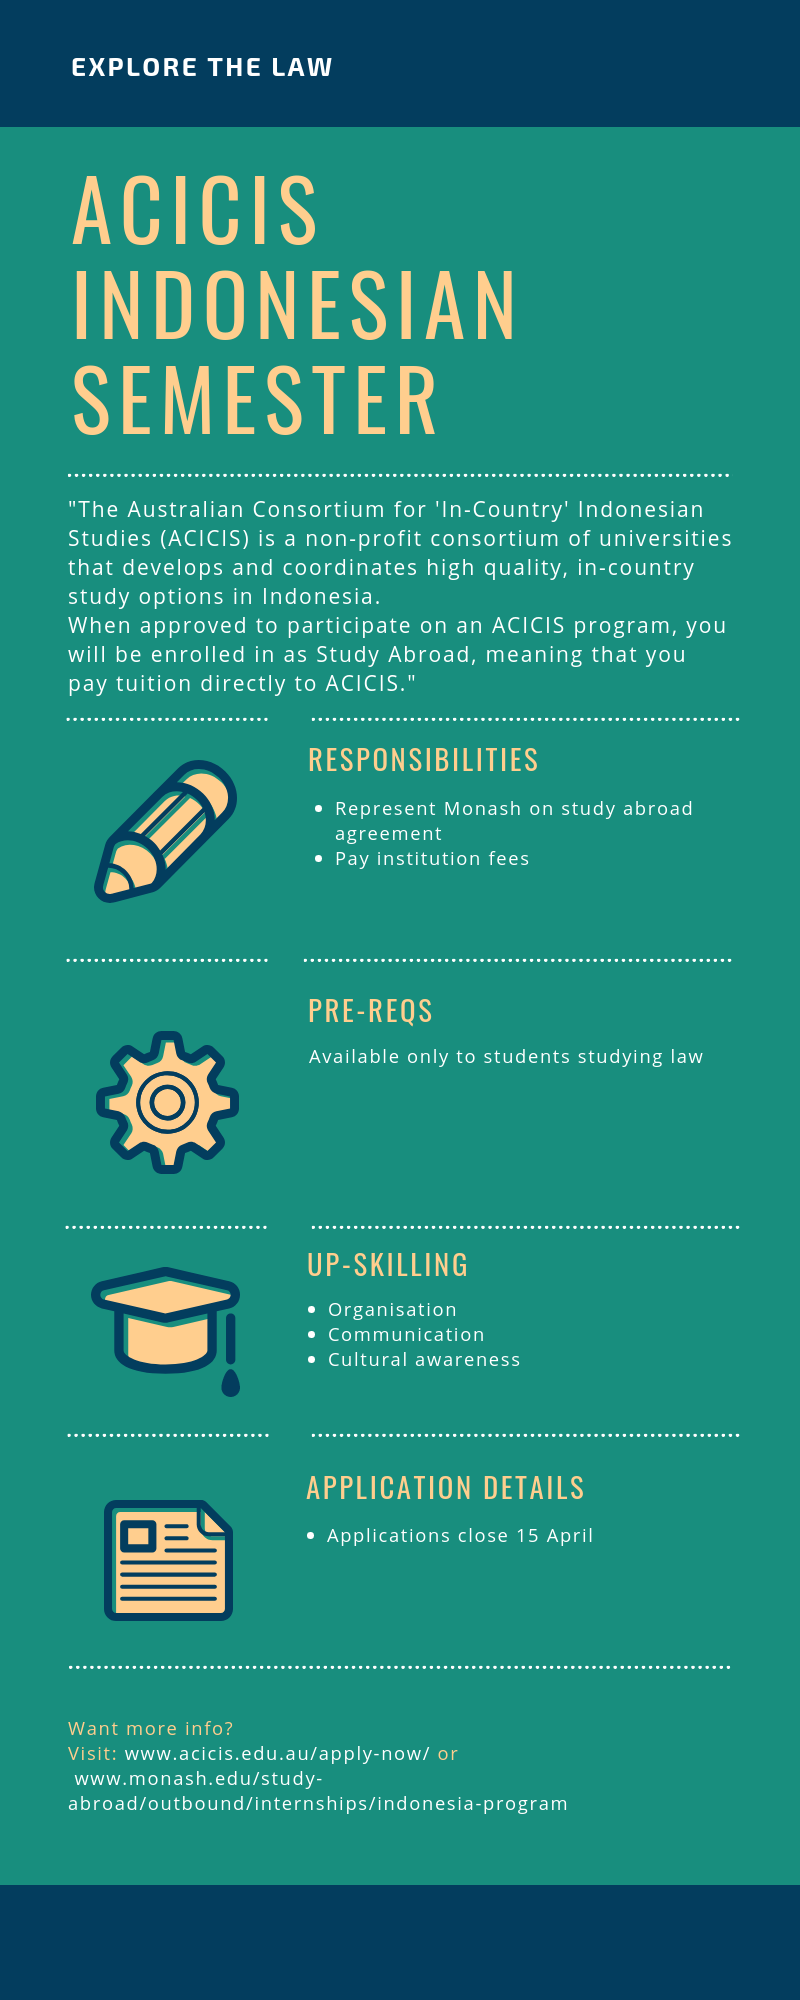 EXPLORE THE LAW
ACICIS
INDONESIAN
SEMESTER
"The Australian Consortium for 'In-Country' Indonesian
Studies (ACICIS) is a non-profit consortium of universities
that develops and coordinates high quality, in-country
study options in Indonesia.
When approved to participate on an ACICIS program, you
will be enrolled in as Study Abroad, meaning that you
pay tuition directly to ACICIS."
RESPONSIBILITIES
• Represent Monash on study abroad
agreement
• Pay institution fees
PRE-REQS
Available only to students studying law
UP-SKILLING
• Organisation
• Communication
• Cultural awareness
APPLICATION DETAILS
• Applications close 15 April
Want more info?
Visit: www.acicis.edu.au/apply-now/ or
www.monash.edu/study-
abroad/outbound/internships/indonesia-program